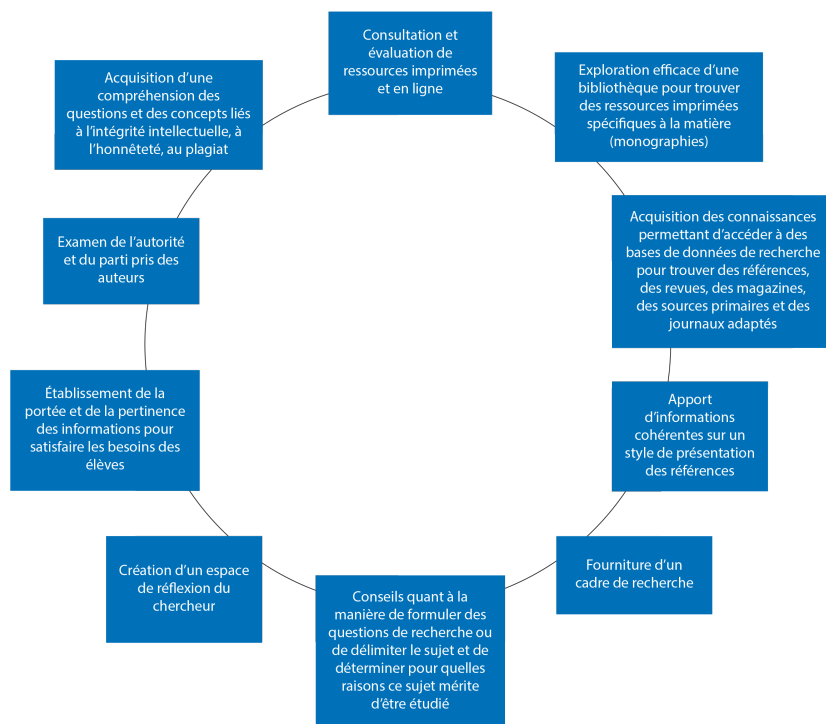 Consultation et
évaluation de
ressources imprimées
et en ligne
Exploration efficace d'une
bibliothèque pour trouver
des ressources imprimées
spécifiques à la matière
(monographies)
Acquisition des connaissances
permettant d'accéder à des
bases de données de recherche
pour trouver des références,
des revues, des magazines,
des sources primaires et des
journaux adaptés
Apport
d'informations
cohérentes sur un
style de présentation
des références
Fourniture d'un
cadre de recherche
Conseils quant à la
manière de formuler des
questions de recherche ou
de délimiter le sujet et de
déterminer pour quelles
raisons ce sujet mérite
d'être étudié
Création d'un espace
de réflexion du
chercheur
Établissement de la
portée et de la pertinence
des informations pour
satisfaire les besoins des
élèves
Examen de l'autorité
et du parti pris des
auteurs
Acquisition d'une
compréhension des
questions et des concepts liés
à l'intégrité intellectuelle, à
l'honnêteté, au plagiat